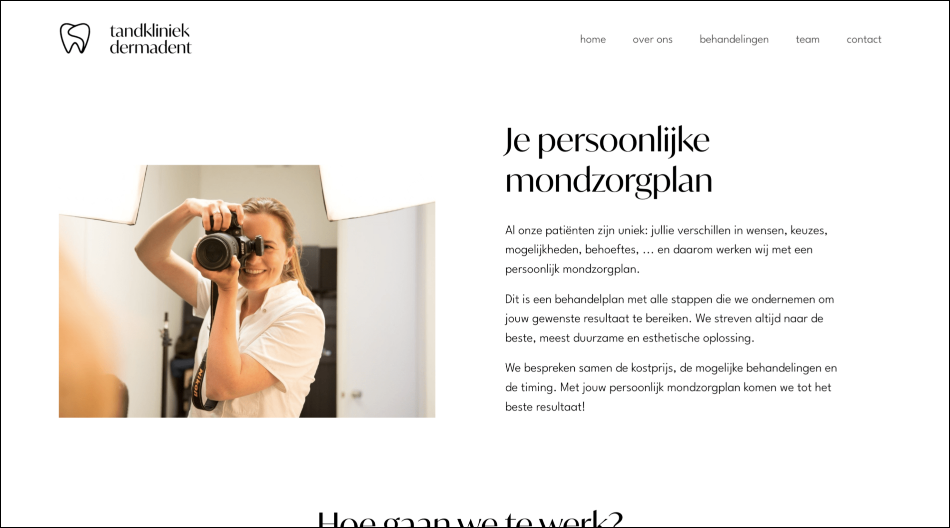 tandkliniek
dermadent
home over ons behandelingen team contact
Je persoonlijke
mondzorgplan
Al onze patiënten zijn uniek: jullie verschillen in wensen, keuzes,
mogelijkheden, behoeftes, ... en daarom werken wij met een
persoonlijk mondzorgplan.
Dit is een behandelplan met alle stappen die we ondernemen om
jouw gewenste resultaat te bereiken. We streven altijd naar de
beste, meest duurzame en esthetische oplossing.
We bespreken samen de kostprijs, de mogelijke behandelingen en
de timing. Met jouw persoonlijk mondzorgplan komen we tot het
beste resultaat!
Hoe gaan we te werk?